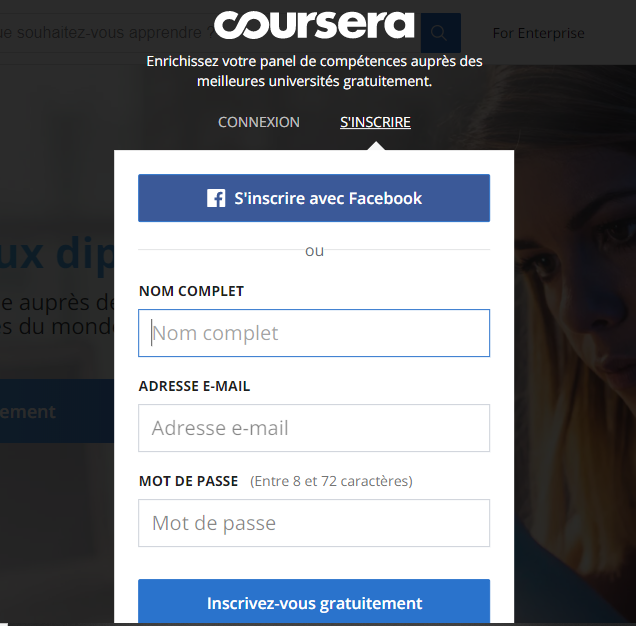 coursera
ue souhaitez-vous apprendre ?
For Enterprise
Enrichissez votre panel de compétences auprès des
meilleures universités gratuitement.
CONNEXION S'INSCRIRE
S'inscrire avec Facebook
ou
ux dip
e auprès de
s du monde
ement
NOM COMPLET
Nom complet
ADRESSE E-MAIL
Adresse e-mail
MOT DE PASSE (Entre 8 et 72 caractères)
Mot de passe
Inscrivez-vous gratuitement